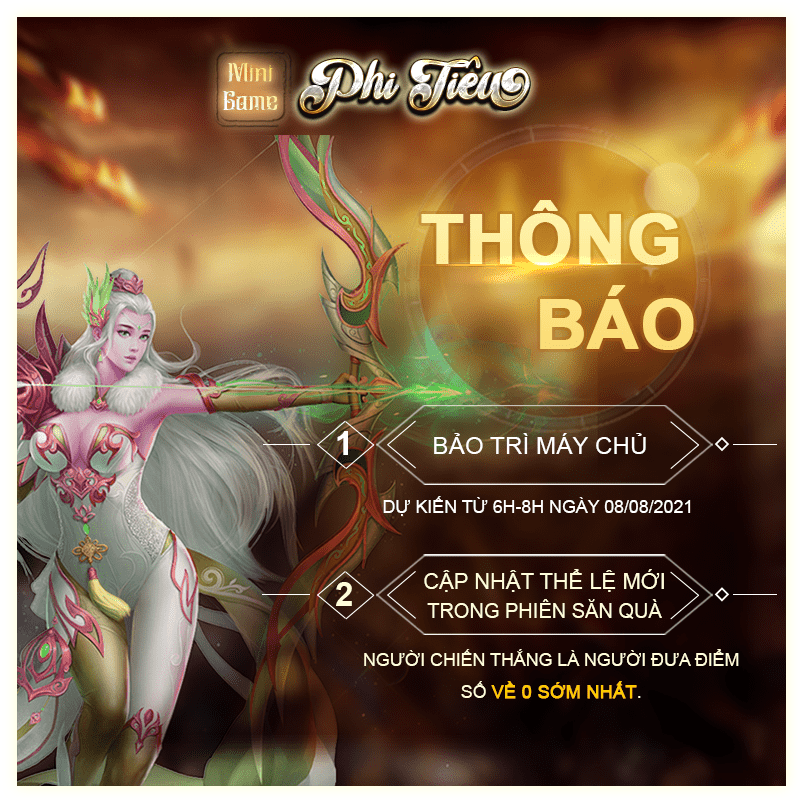 Mini
Game
Phi Tiêu
THÔNG
BÁO
1
BẢO TRÌ MÁY CHỦ
DỰ KIẾN TỪ 6H-8H NGÀY 08/08/2021
2
CẬP NHẬT THỂ LỆ MỚI
TRONG PHIÊN SĂN QUÀ
NGƯỜI CHIẾN THẮNG LÀ NGƯỜI ĐƯA ĐIỂM
SỐ VỀ 0 SỚM NHẤT.